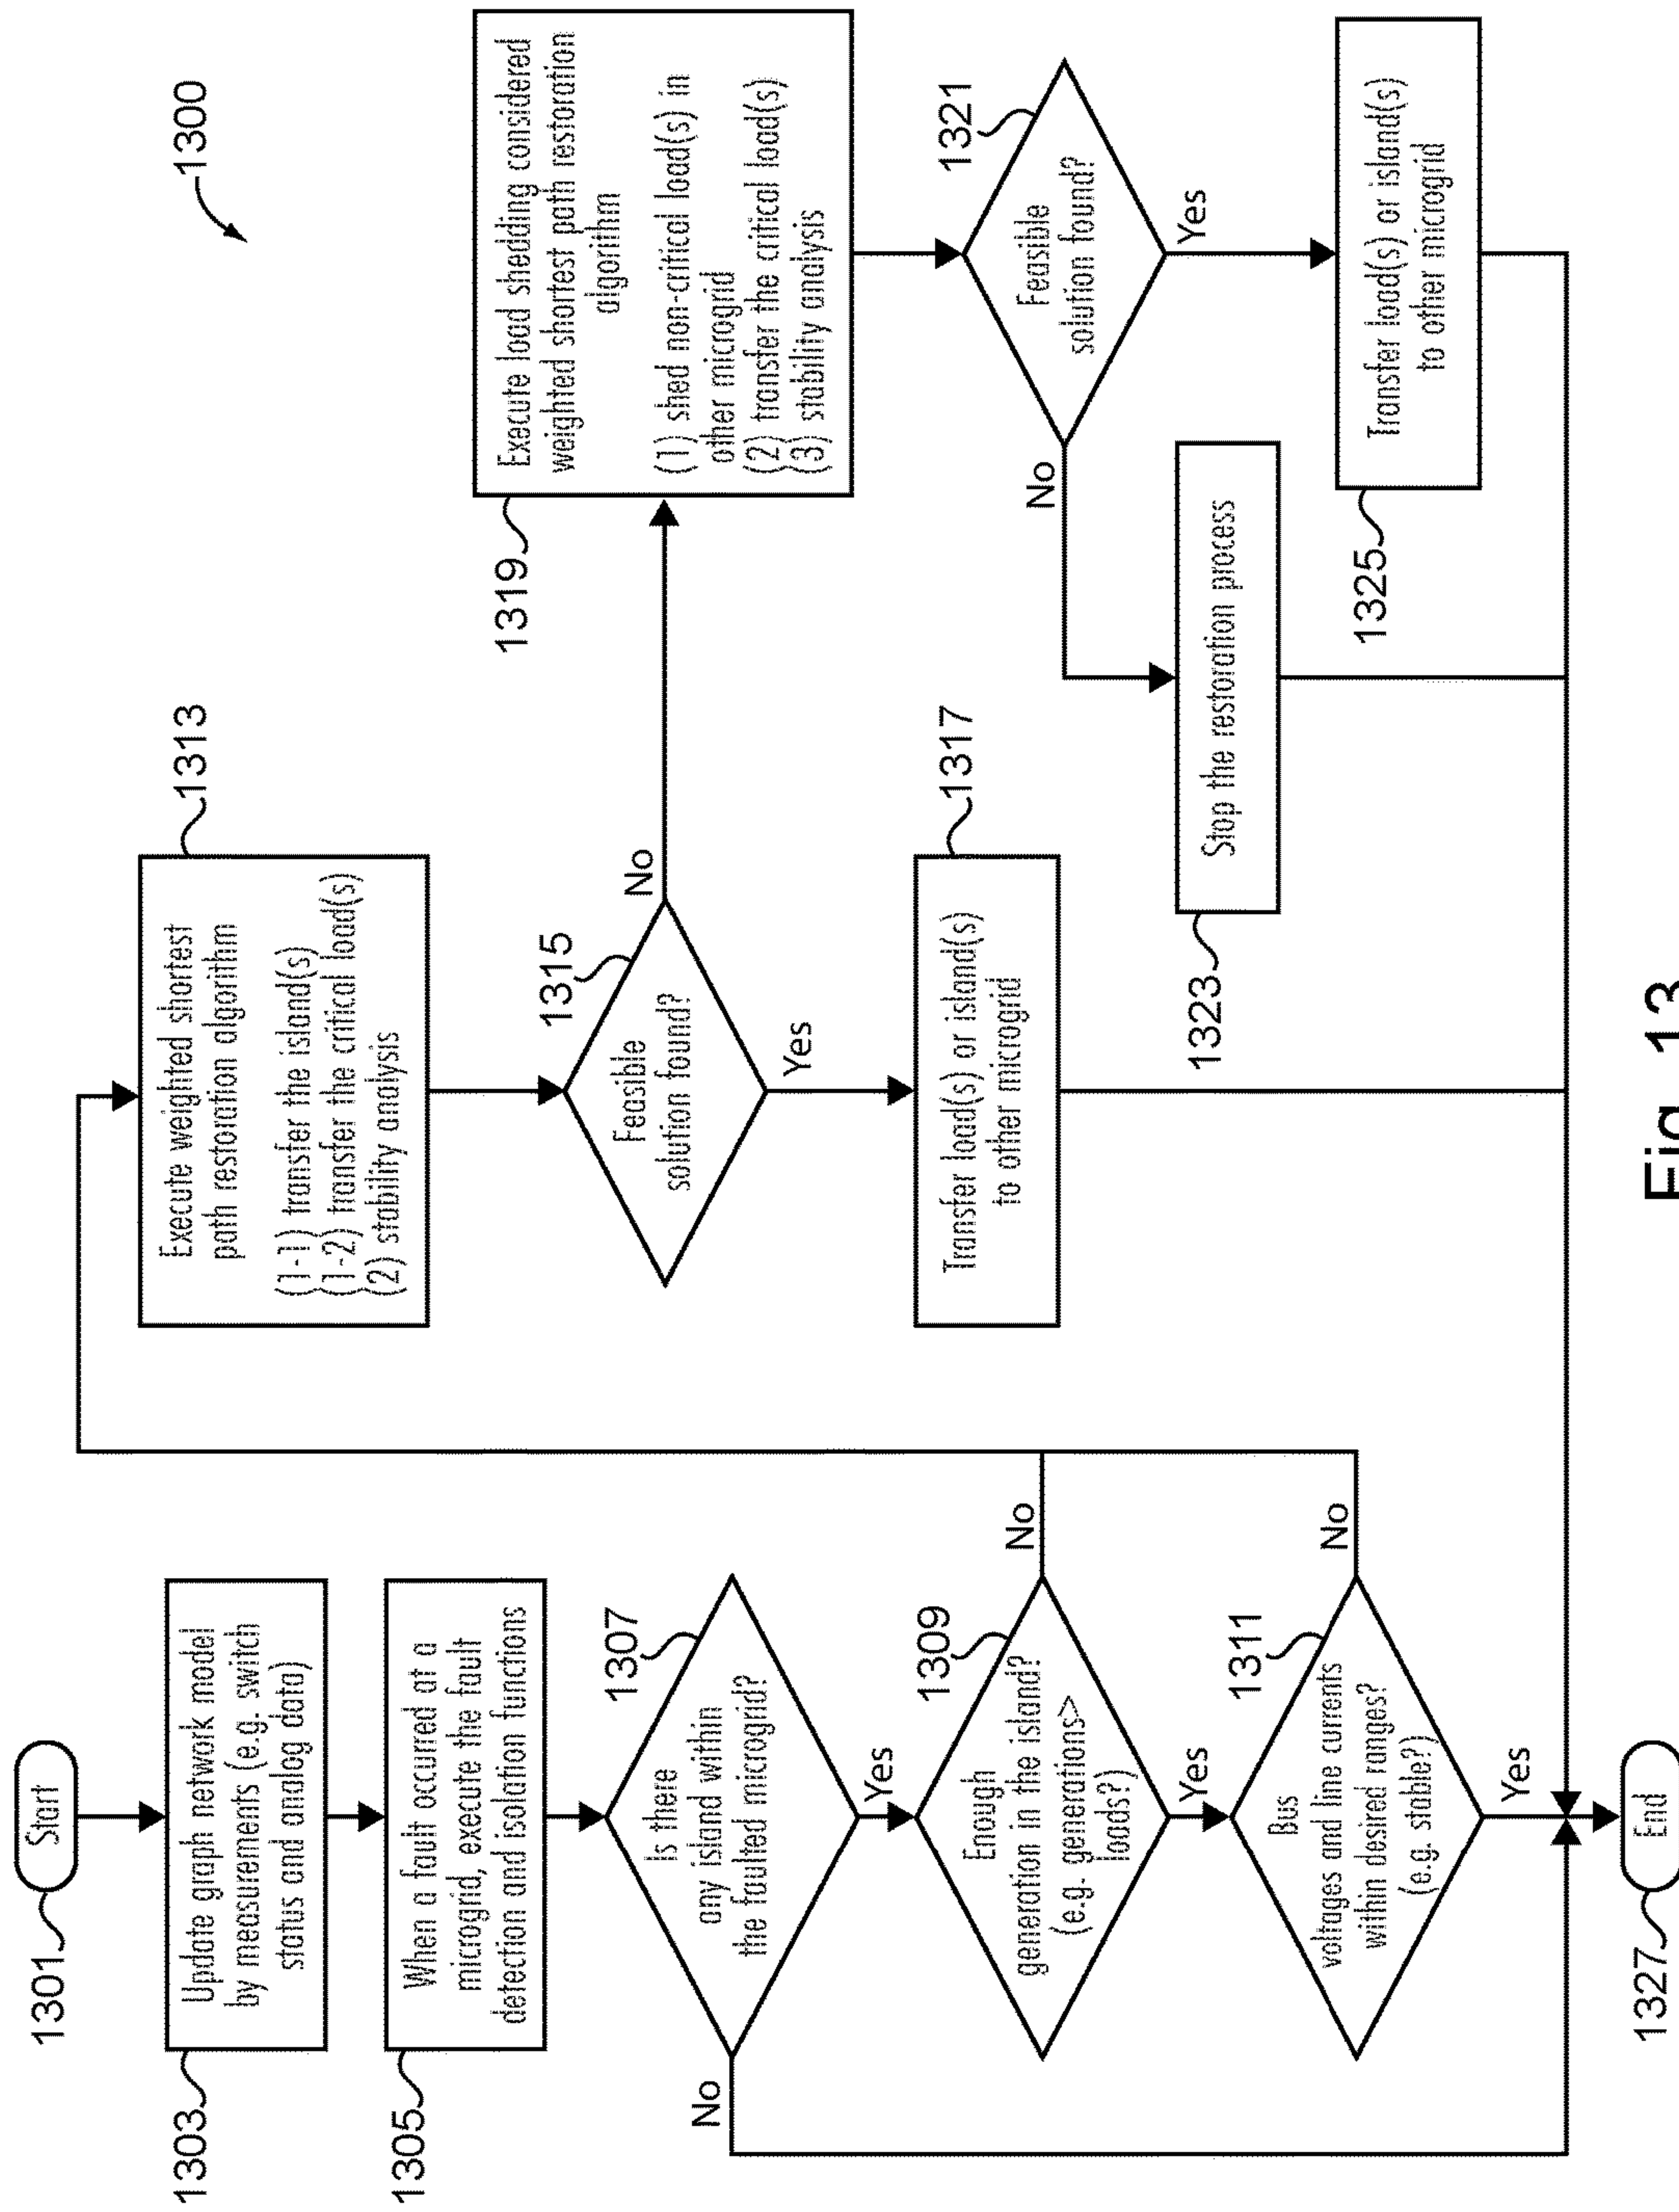 1300
1301
Start
1303
Update graph network model
by measurements (e.g. switch
status and analog data)
1305
When a fault occurred at a
microgrid, execute the fault
detection and isolation functions
1307
Is there
any island within
the faulted microgrid?
No
Yes
1309
Enough
generation in the island?
(e.g. generations>
loads?)
No
Yes
1311
Bus
voltages and line currents
within desired ranges?
(e.g. stable?)
No
Yes
1313
Execute weighted shortest
path restoration algorithm
(1-1) transfer the island(s)
(1-2) transfer the critical load(s)
(2) stability analysis
1315
Feasible
solution found?
No
Yes
1317
Transfer load(s) or island(s)
to other microgrid
1319
Execute load shedding considered
weighted shortest path restoration
algorithm
(1) shed non-critical load(s) in
other microgrid
(2) transfer the critical load(s)
(3) stability analysis
1321
Feasible
solution found?
No
Yes
1323
Stop the restoration process
1325
Transfer load(s) or island(s)
to other microgrid
1327
End
Fig. 13